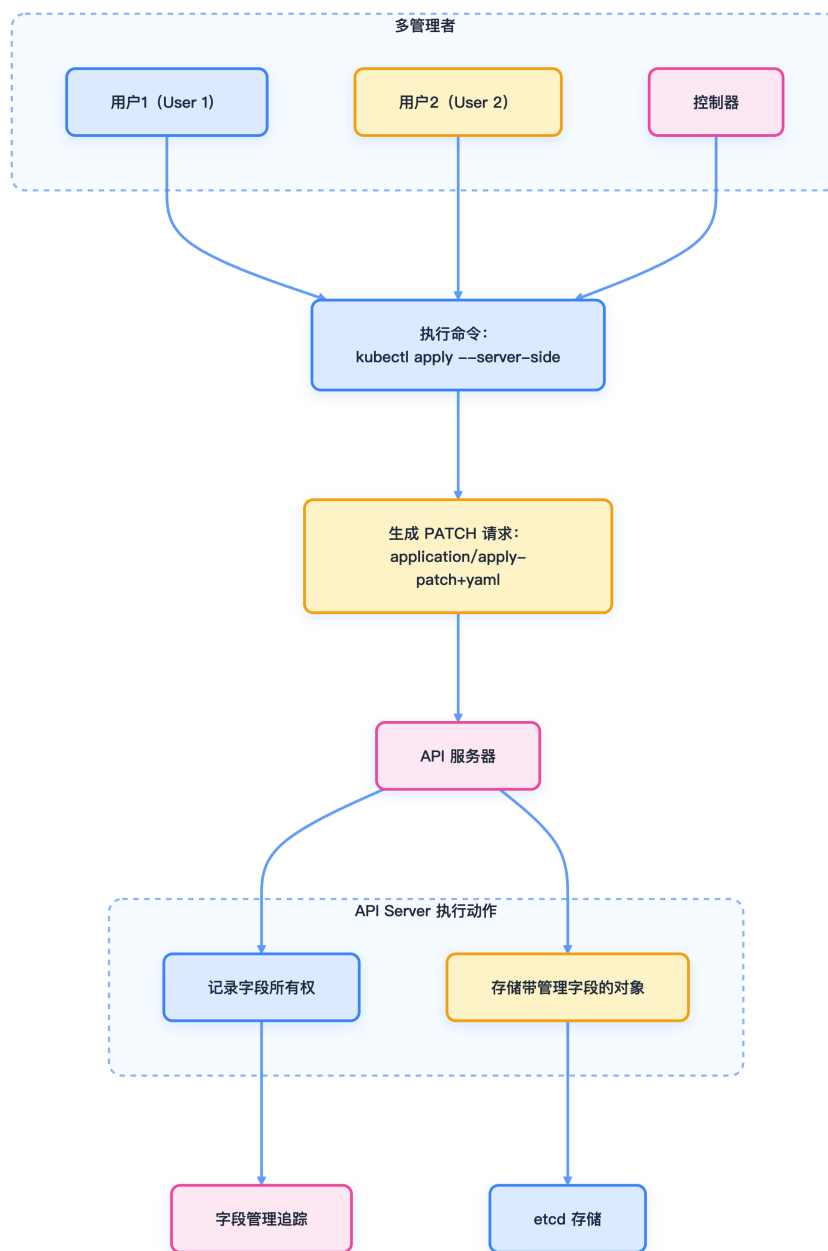 多管理者
用户1（User 1）
用户2（User 2）
控制器
执行命令：
kubectl apply --server-side
生成 PATCH 请求：
application/apply-
patch+yaml
API 服务器
API Server 执行动作
记录字段所有权
存储带管理字段的对象
字段管理追踪
etcd 存储